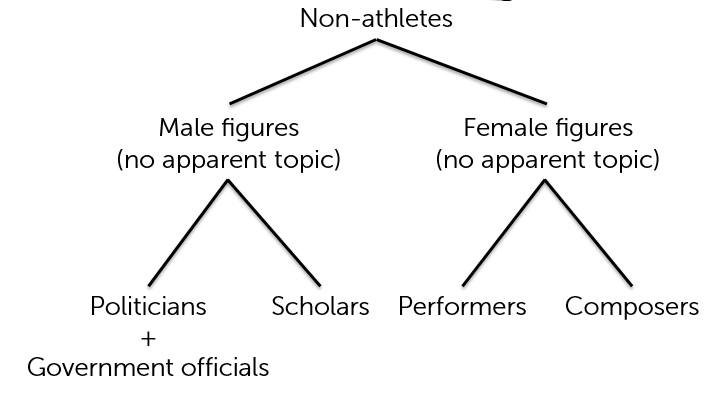 Non-athletes
Male figures
(no apparent topic)
Female figures
(no apparent topic)
Politicians
+
Government officials
Scholars
Performers
Composers